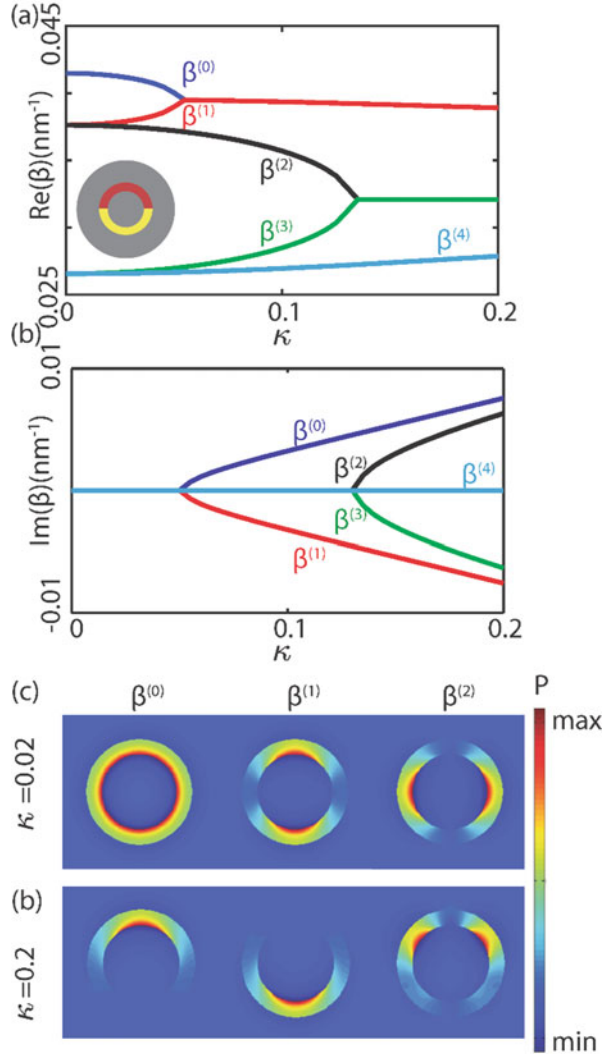 (a)
0.045
Re(β)(nm⁻¹)
0.025
β⁽⁰⁾
β⁽¹⁾
β⁽²⁾
β⁽³⁾
β⁽⁴⁾
0 0.1 0.2
κ
(b)
0.01
Im(β)(nm⁻¹)
-0.01
β⁽⁰⁾
β⁽²⁾
β⁽⁴⁾
β⁽³⁾
β⁽¹⁾
0 0.1 0.2
κ
(c) β⁽⁰⁾ β⁽¹⁾ β⁽²⁾ P
κ =0.02
max
(b)
κ =0.2
min